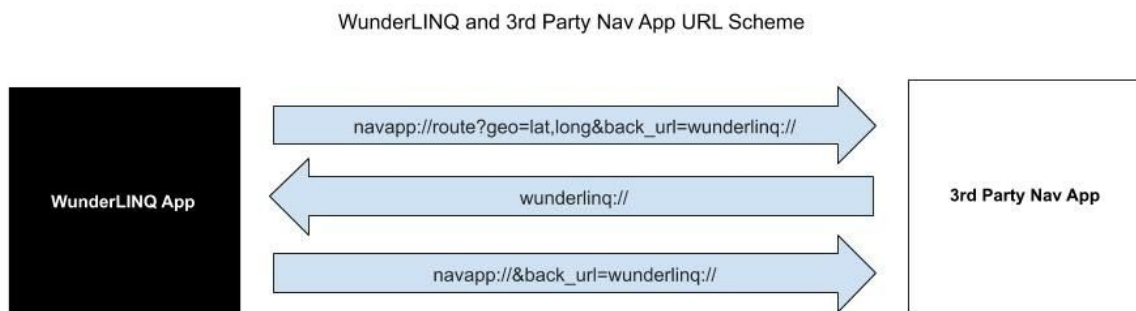 WunderLINQ and 3rd Party Nav App URL Scheme
navapp://route?geo=lat,long&back_url=wunderlinq://
WunderLINQ App
wunderlinq://
3rd Party Nav App
navapp://&back_url=wunderlinq://